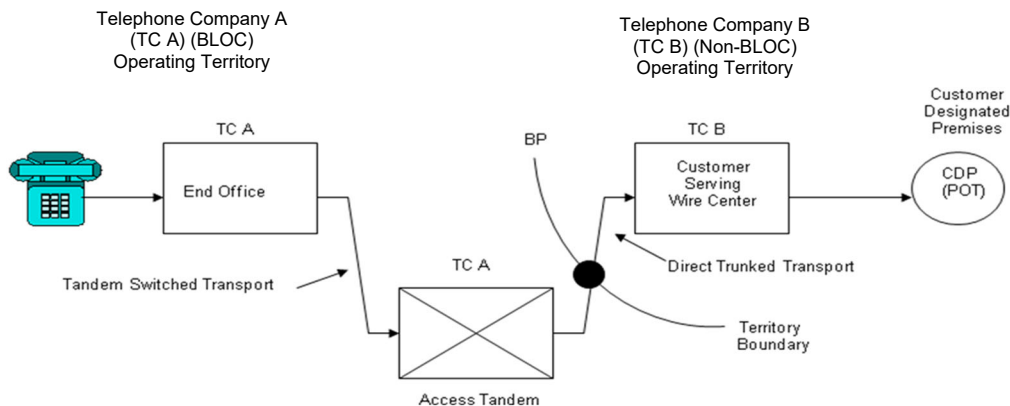 Telephone Company A
(TC A) (BLOC)
Operating Territory
Telephone Company B
(TC B) (Non-BLOC)
Operating Territory
Customer
Designated
Premises
TC A
BP
TC B
End Office
Customer
Serving
Wire Center
CDP
(POT)
Tandem Switched Transport
TC A
Direct Trunked Transport
Territory
Boundary
Access Tandem